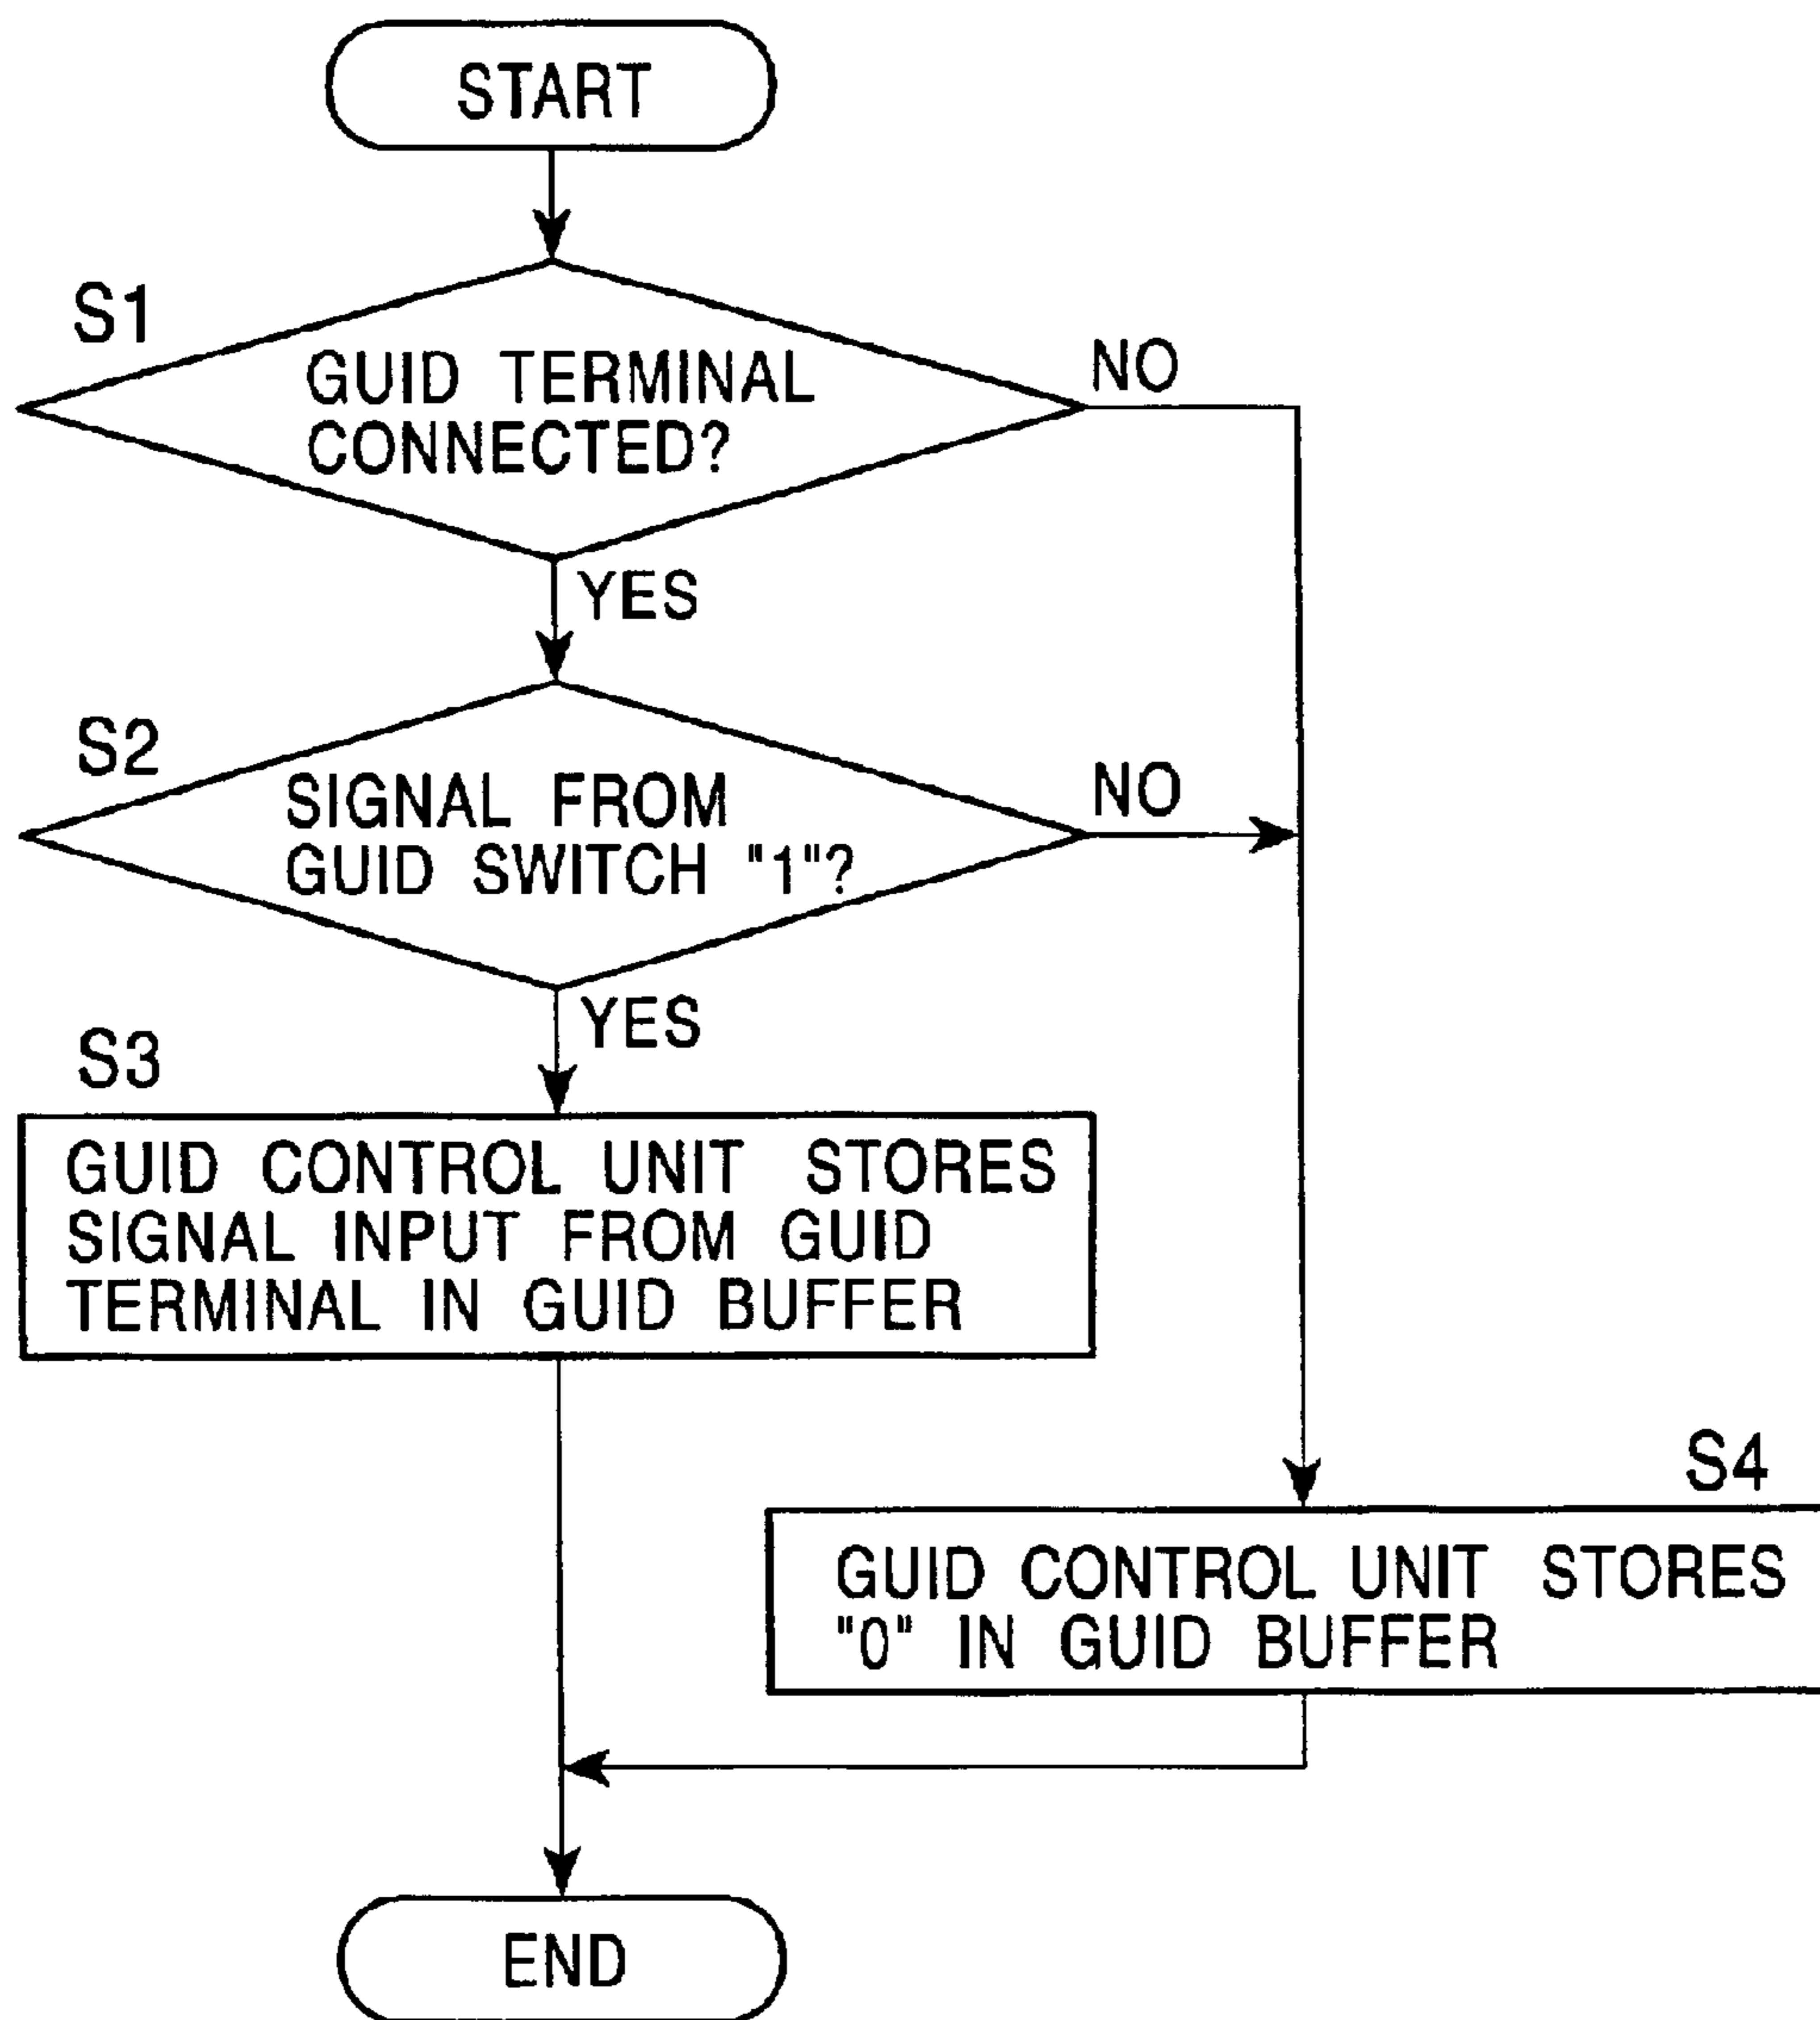 START
S1
GUID TERMINAL
CONNECTED?
NO
YES
S2
SIGNAL FROM
GUID SWITCH "1"?
NO
YES
S3
GUID CONTROL UNIT STORES
SIGNAL INPUT FROM GUID
TERMINAL IN GUID BUFFER
S4
GUID CONTROL UNIT STORES
"0" IN GUID BUFFER
END